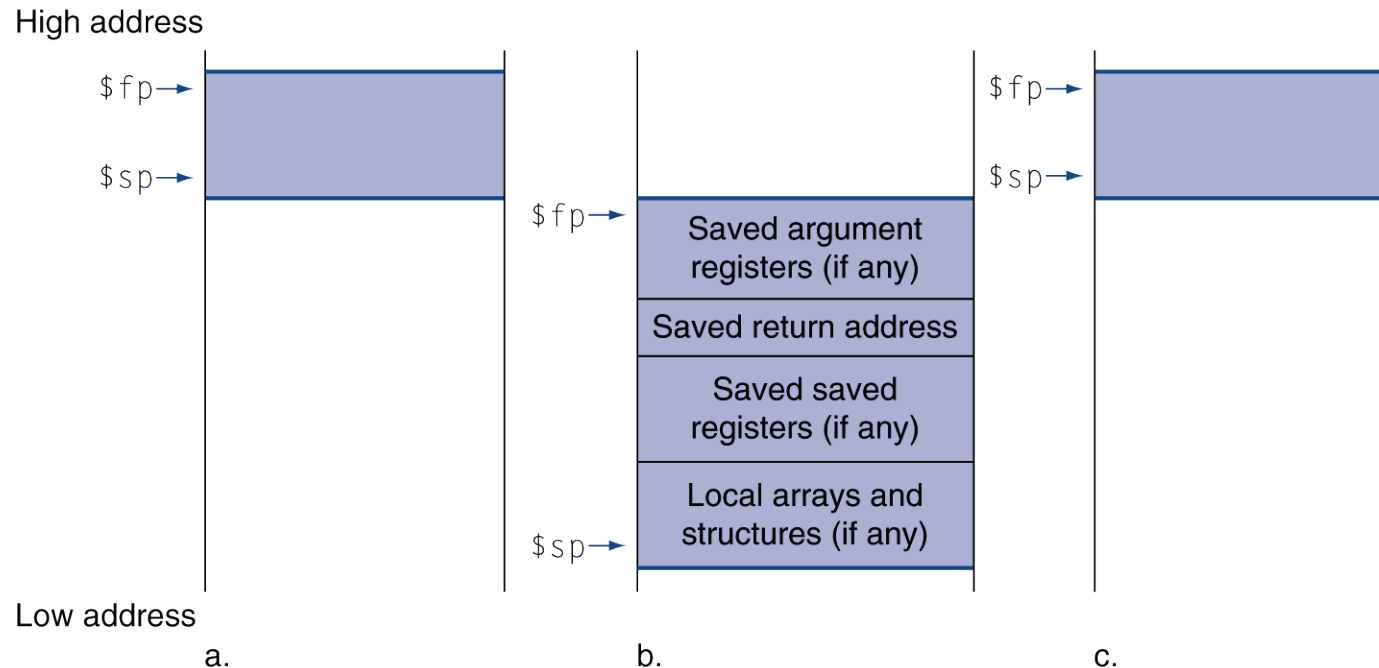 High address
$fp
$sp
$fp
Saved argument
registers (if any)
Saved return address
Saved saved
registers (if any)
Local arrays and
structures (if any)
$sp
$fp
$sp
Low address
a.
b.
c.